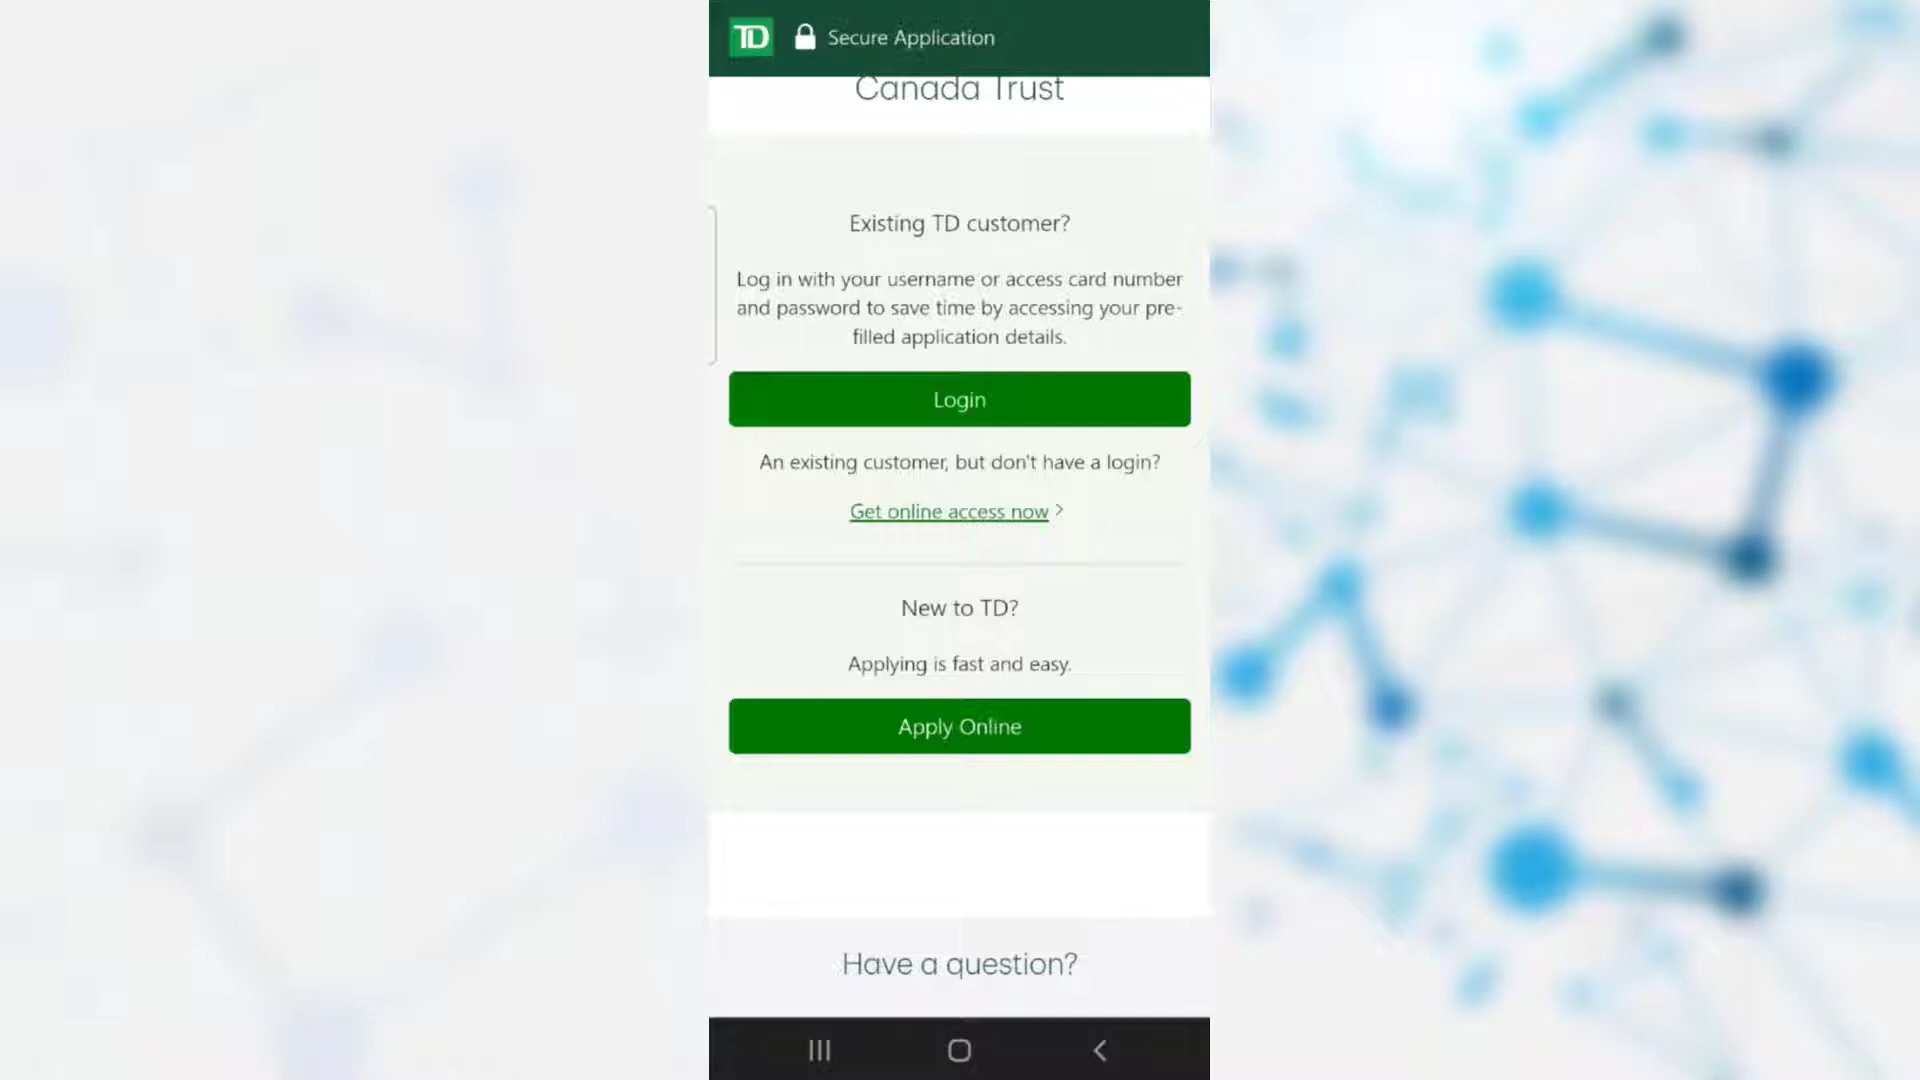 TD Secure Application
Canada Trust
Existing TD customer?
Log in with your username or access card number
and password to save time by accessing your pre-
filled application details.
Login
An existing customer, but don't have a login?
Get online access now >
New to TD?
Applying is fast and easy.
Apply Online
Have a question?